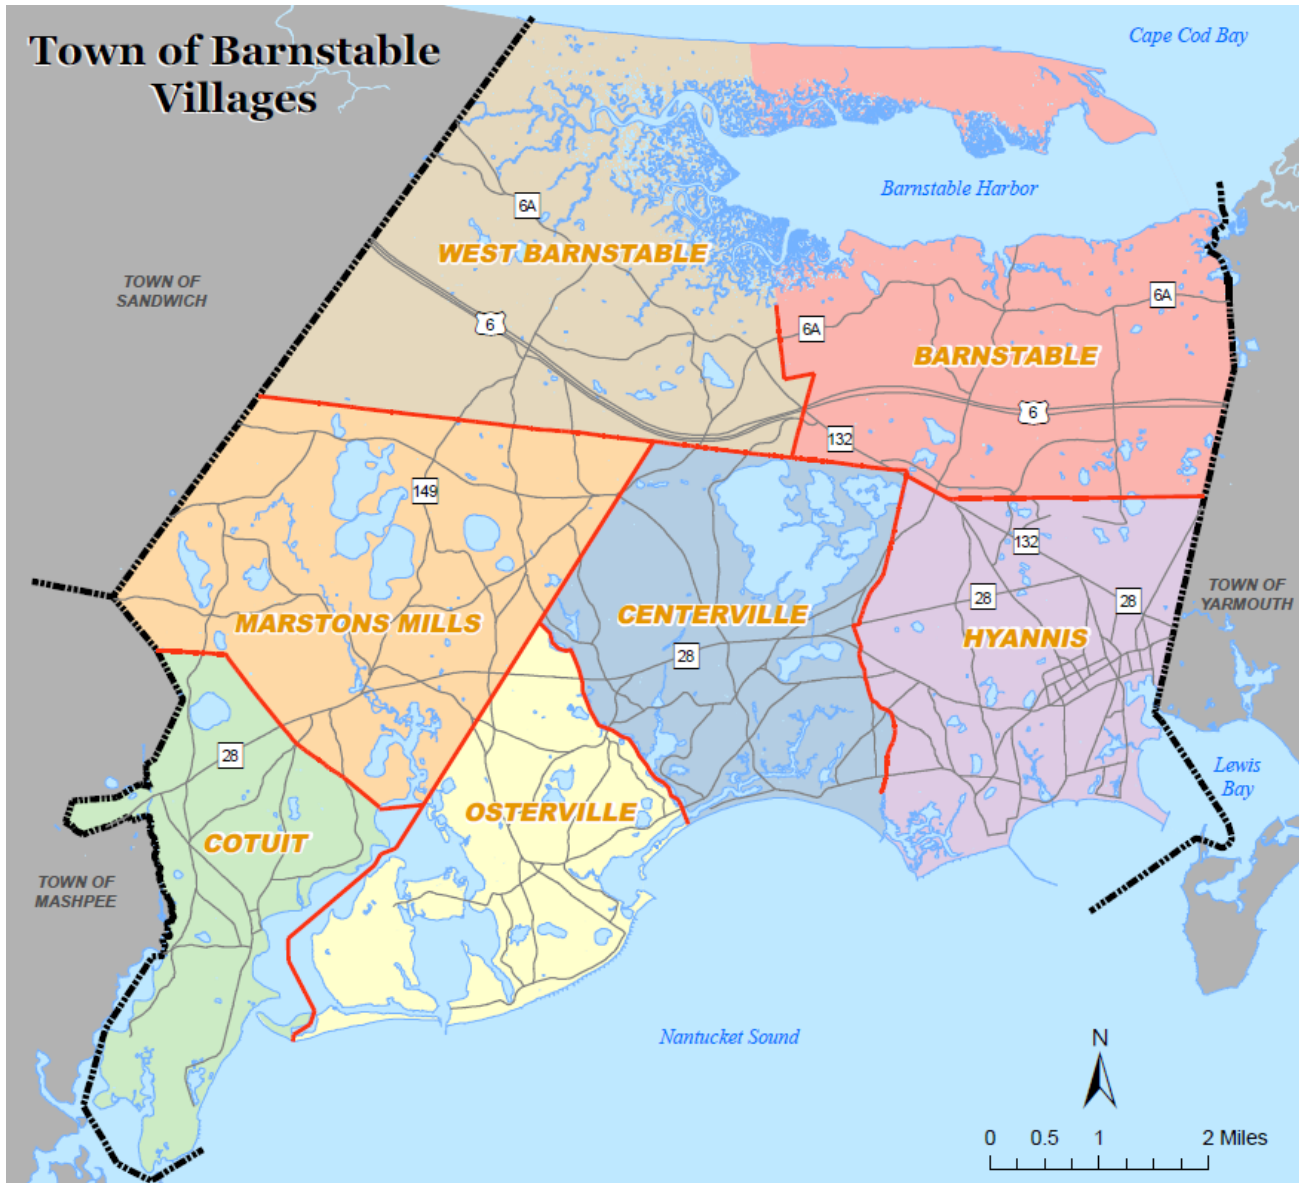 Town of Barnstable
Villages
Cape Cod Bay
Barnstable Harbor
6A
WEST BARNSTABLE
TOWN OF
SANDWICH
6A
6
6A
BARNSTABLE
6
132
149
132
TOWN OF
YARMOUTH
28
28
CENTERVILLE
MARSTONS MILLS
HYANNIS
28
28
Lewis
Bay
OSTERVILLE
COTUIT
TOWN OF
MASHPEE
Nantucket Sound
N
0 0.5 1 2 Miles